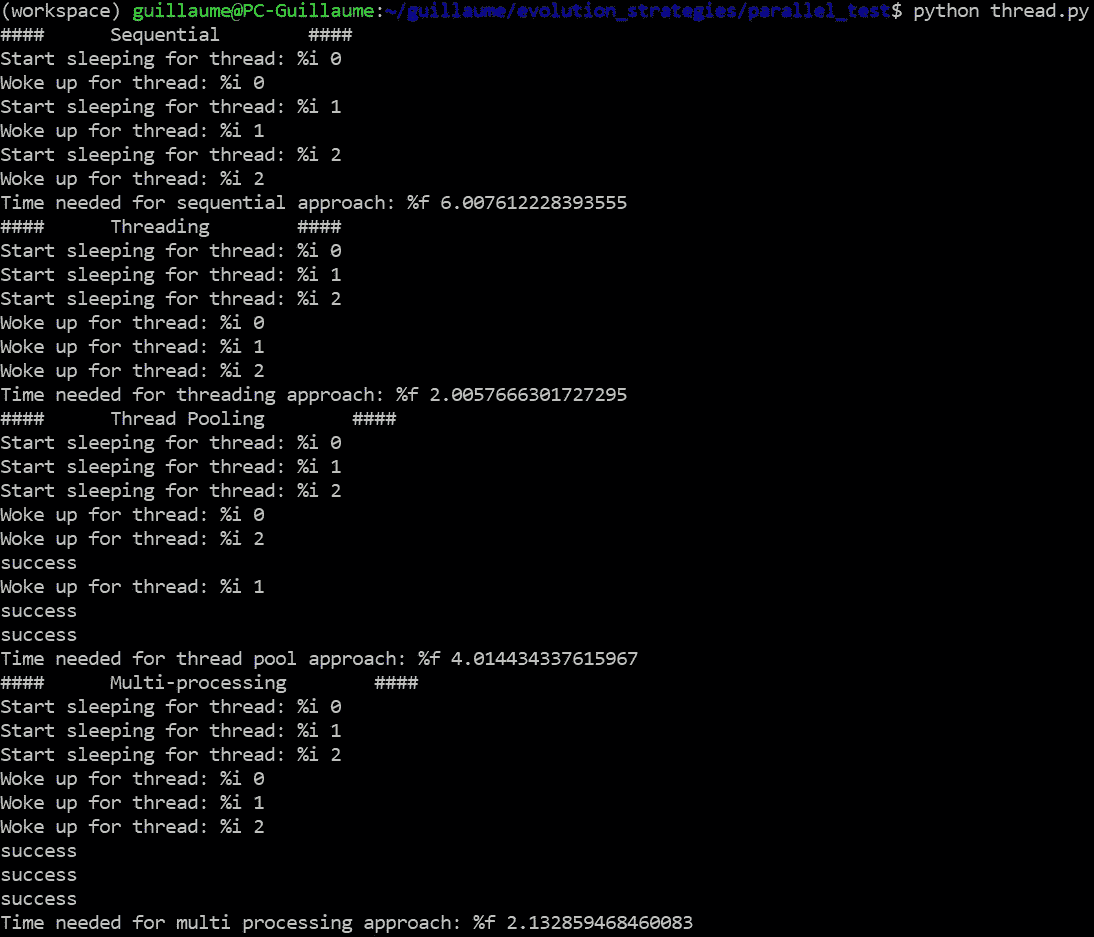 (workspace) guillaume@PC-Guillaume:~/guillaume/evolution_strategies/parallel_test$ python thread.py
####      Sequential        ####
Start sleeping for thread: %i 0
Woke up for thread: %i 0
Start sleeping for thread: %i 1
Woke up for thread: %i 1
Start sleeping for thread: %i 2
Woke up for thread: %i 2
Time needed for sequential approach: %f 6.007612228393555
####      Threading        ####
Start sleeping for thread: %i 0
Start sleeping for thread: %i 1
Start sleeping for thread: %i 2
Woke up for thread: %i 0
Woke up for thread: %i 1
Woke up for thread: %i 2
Time needed for threading approach: %f 2.0057666301727295
####      Thread Pooling        ####
Start sleeping for thread: %i 0
Start sleeping for thread: %i 1
Start sleeping for thread: %i 2
Woke up for thread: %i 0
Woke up for thread: %i 2
success
Woke up for thread: %i 1
success
success
Time needed for thread pool approach: %f 4.014434337615967
####      Multi-processing        ####
Start sleeping for thread: %i 0
Start sleeping for thread: %i 1
Start sleeping for thread: %i 2
Woke up for thread: %i 0
Woke up for thread: %i 1
Woke up for thread: %i 2
success
success
success
Time needed for multi processing approach: %f 2.132859468460083